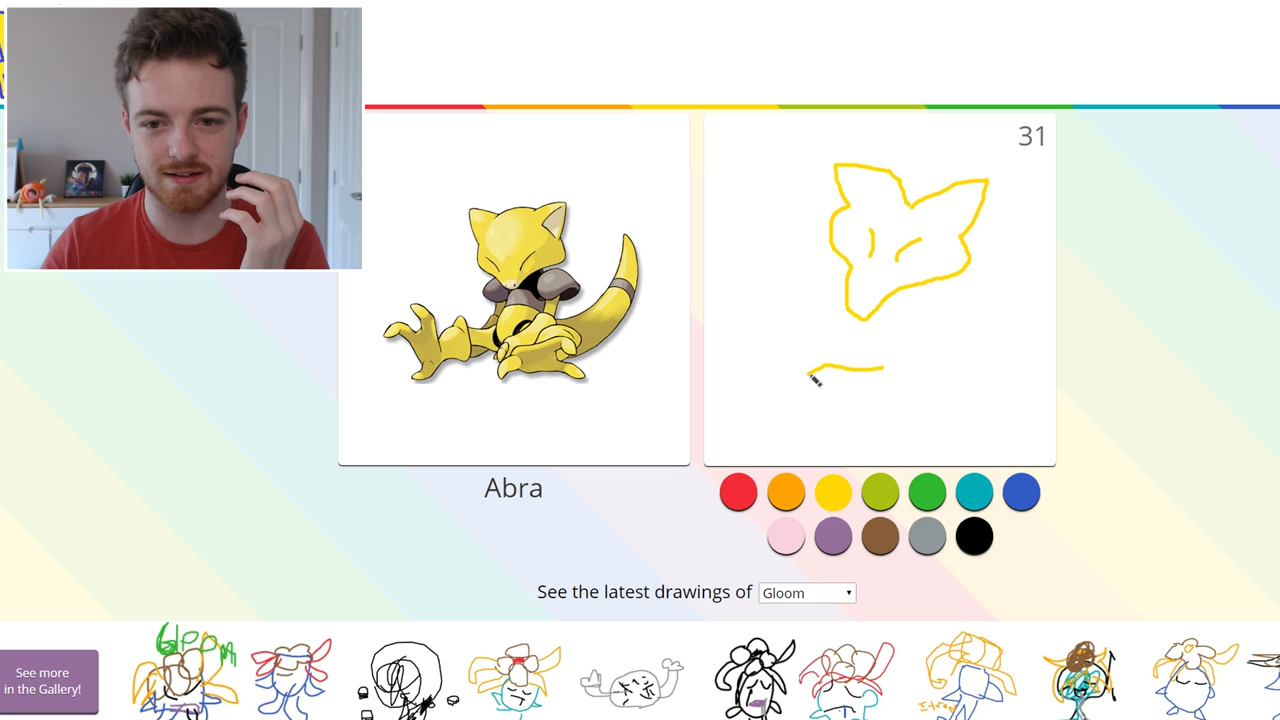 31
Abra
See the latest drawings of Gloom
See more
in the Gallery!
Gloom